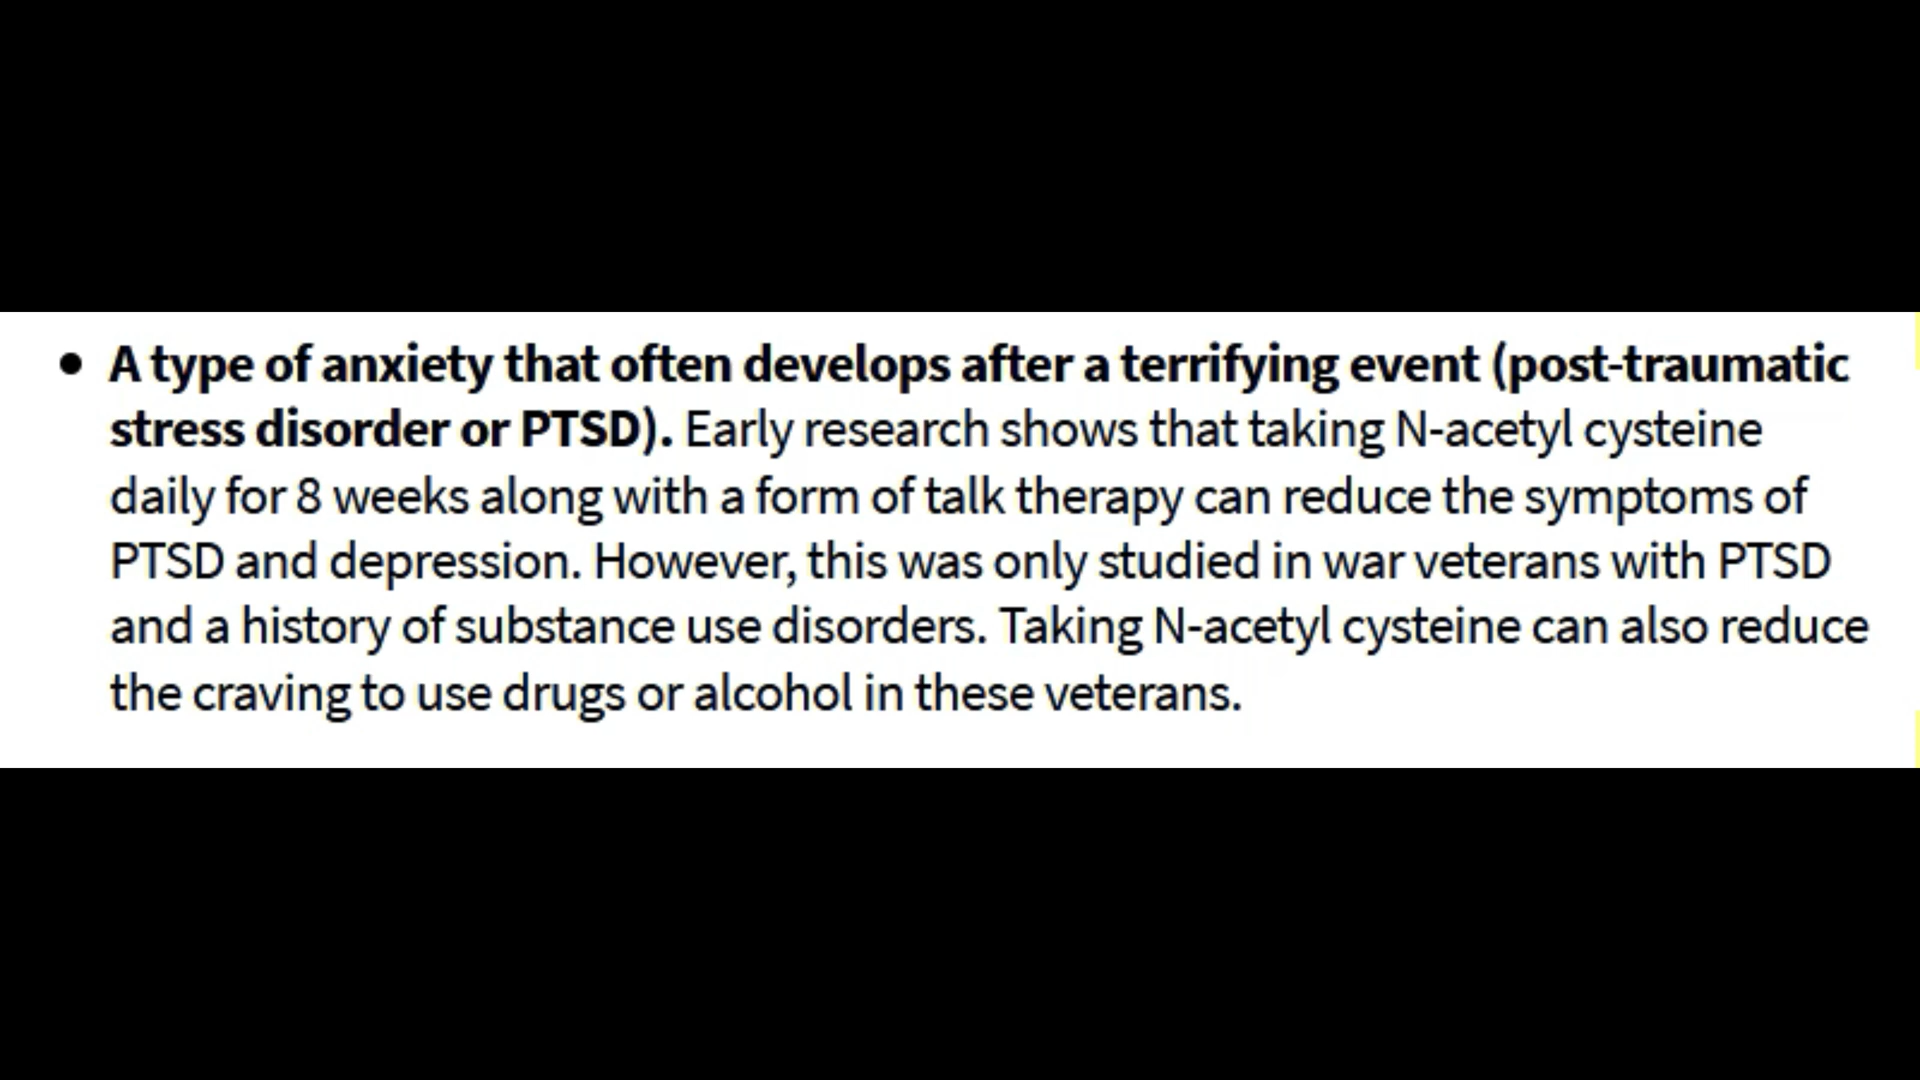 • A type of anxiety that often develops after a terrifying event (post-traumatic
stress disorder or PTSD). Early research shows that taking N-acetyl cysteine
daily for 8 weeks along with a form of talk therapy can reduce the symptoms of
PTSD and depression. However, this was only studied in war veterans with PTSD
and a history of substance use disorders. Taking N-acetyl cysteine can also reduce
the craving to use drugs or alcohol in these veterans.